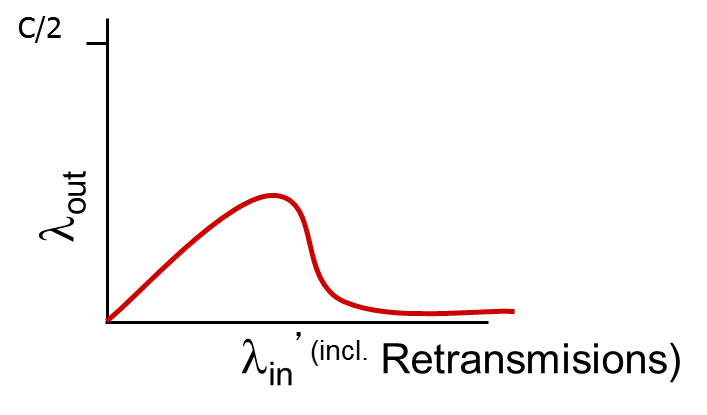 C/2
λout
λin’ (incl. Retransmisions)